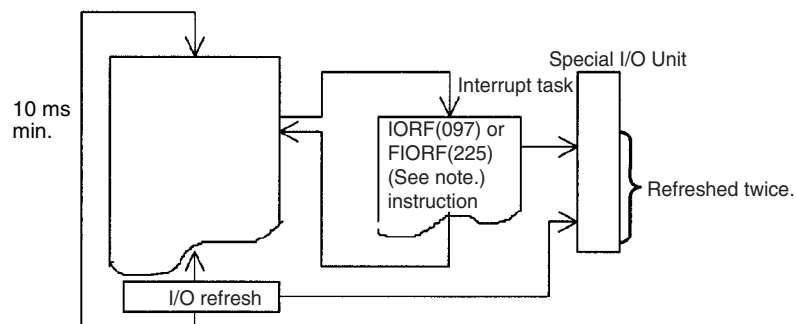 Special I/O Unit
Interrupt task
10 ms
min.
IORF(097) or
FIORF(225)
(See note.)
instruction
Refreshed twice.
I/O refresh